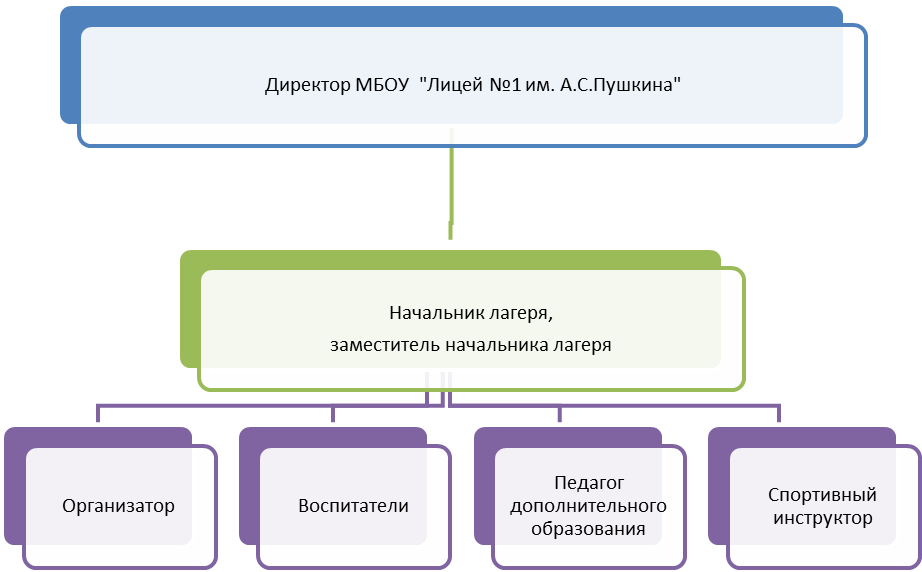 Директор МБОУ "Лицей №1 им. А.С.Пушкина"
Начальник лагеря,
заместитель начальника лагеря
Организатор
Воспитатели
Педагог
дополнительного
образования
Спортивный
инструктор